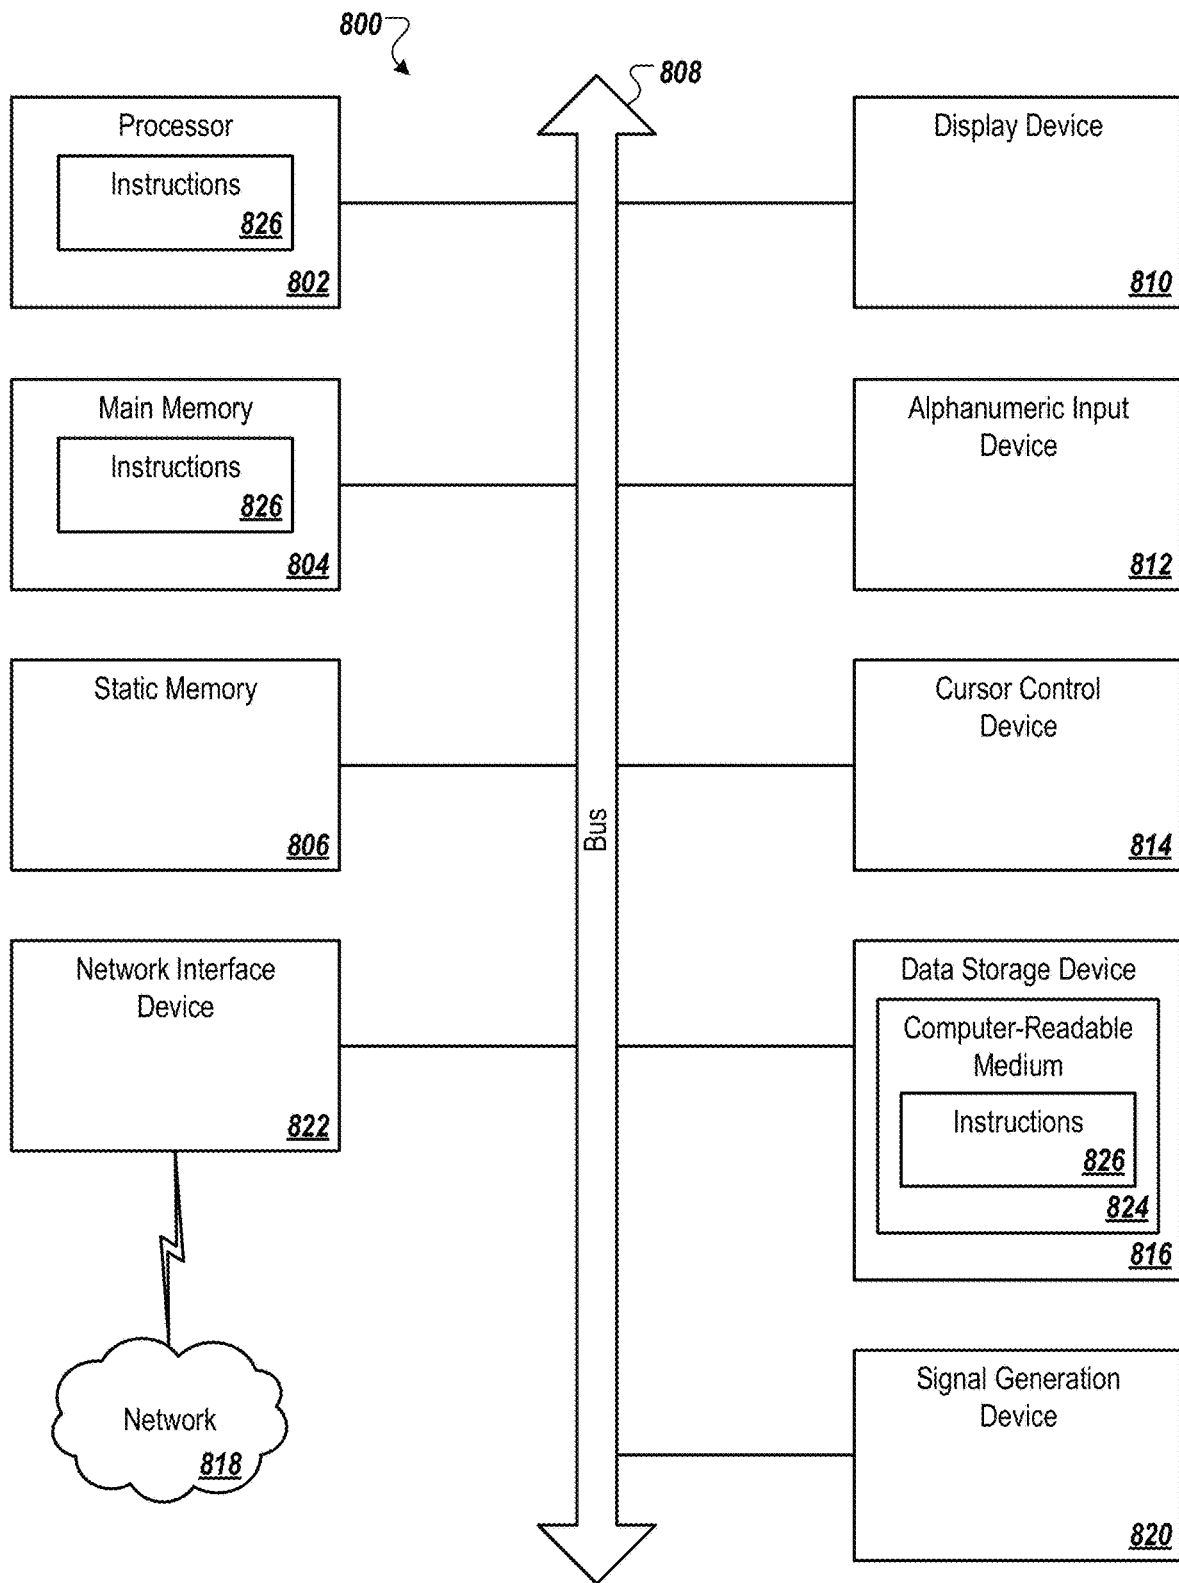 800
808
Processor
Instructions
826
802
Main Memory
Instructions
826
804
Static Memory
806
Network Interface
Device
822
Network
818
Bus
Display Device
810
Alphanumeric Input
Device
812
Cursor Control
Device
814
Data Storage Device
Computer-Readable
Medium
Instructions
826
824
816
Signal Generation
Device
820